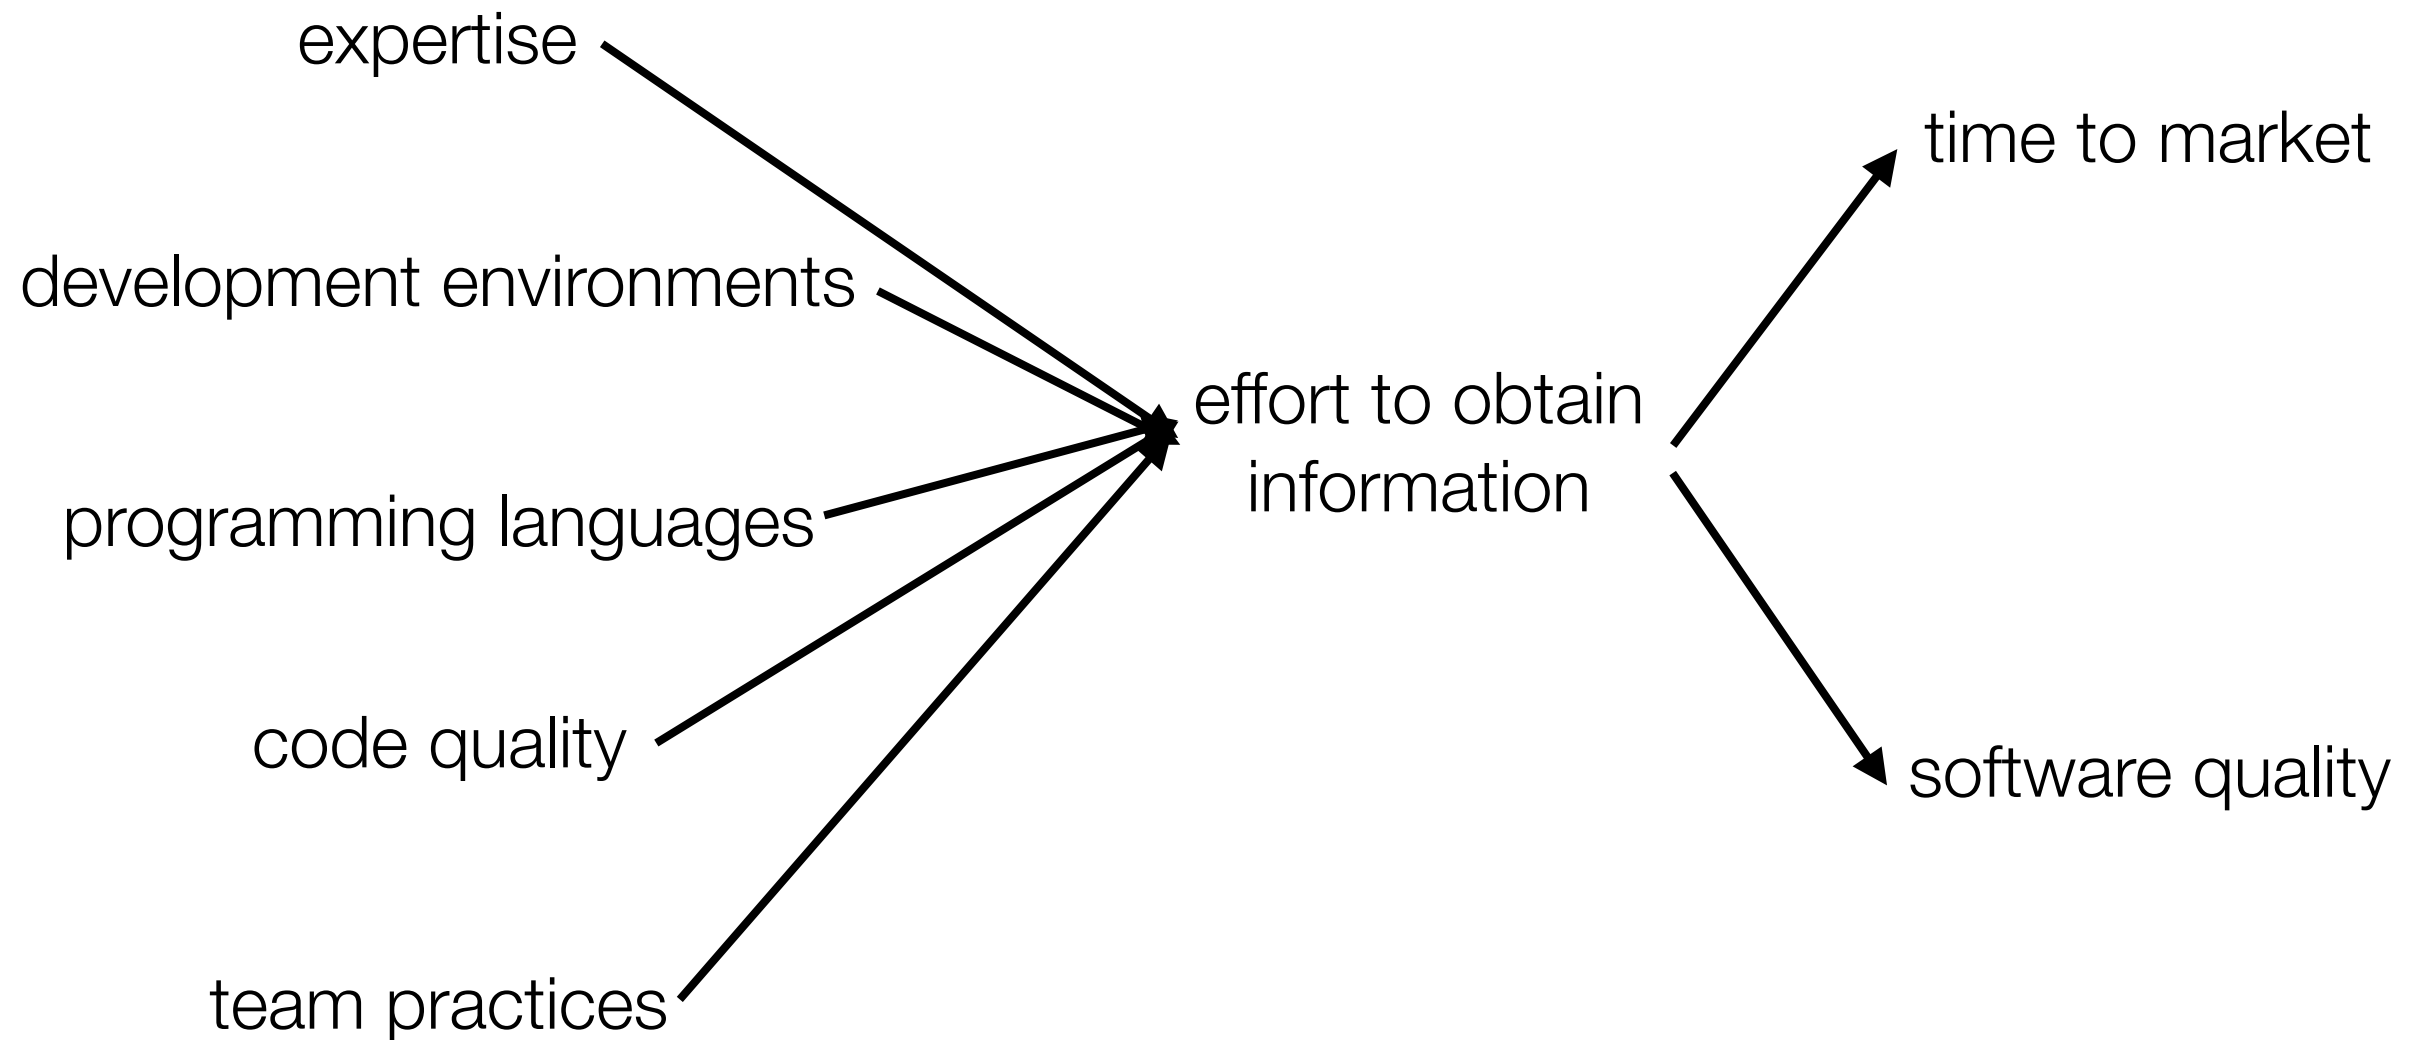 expertise
development environments
programming languages
code quality
team practices
effort to obtain
information
time to market
software quality